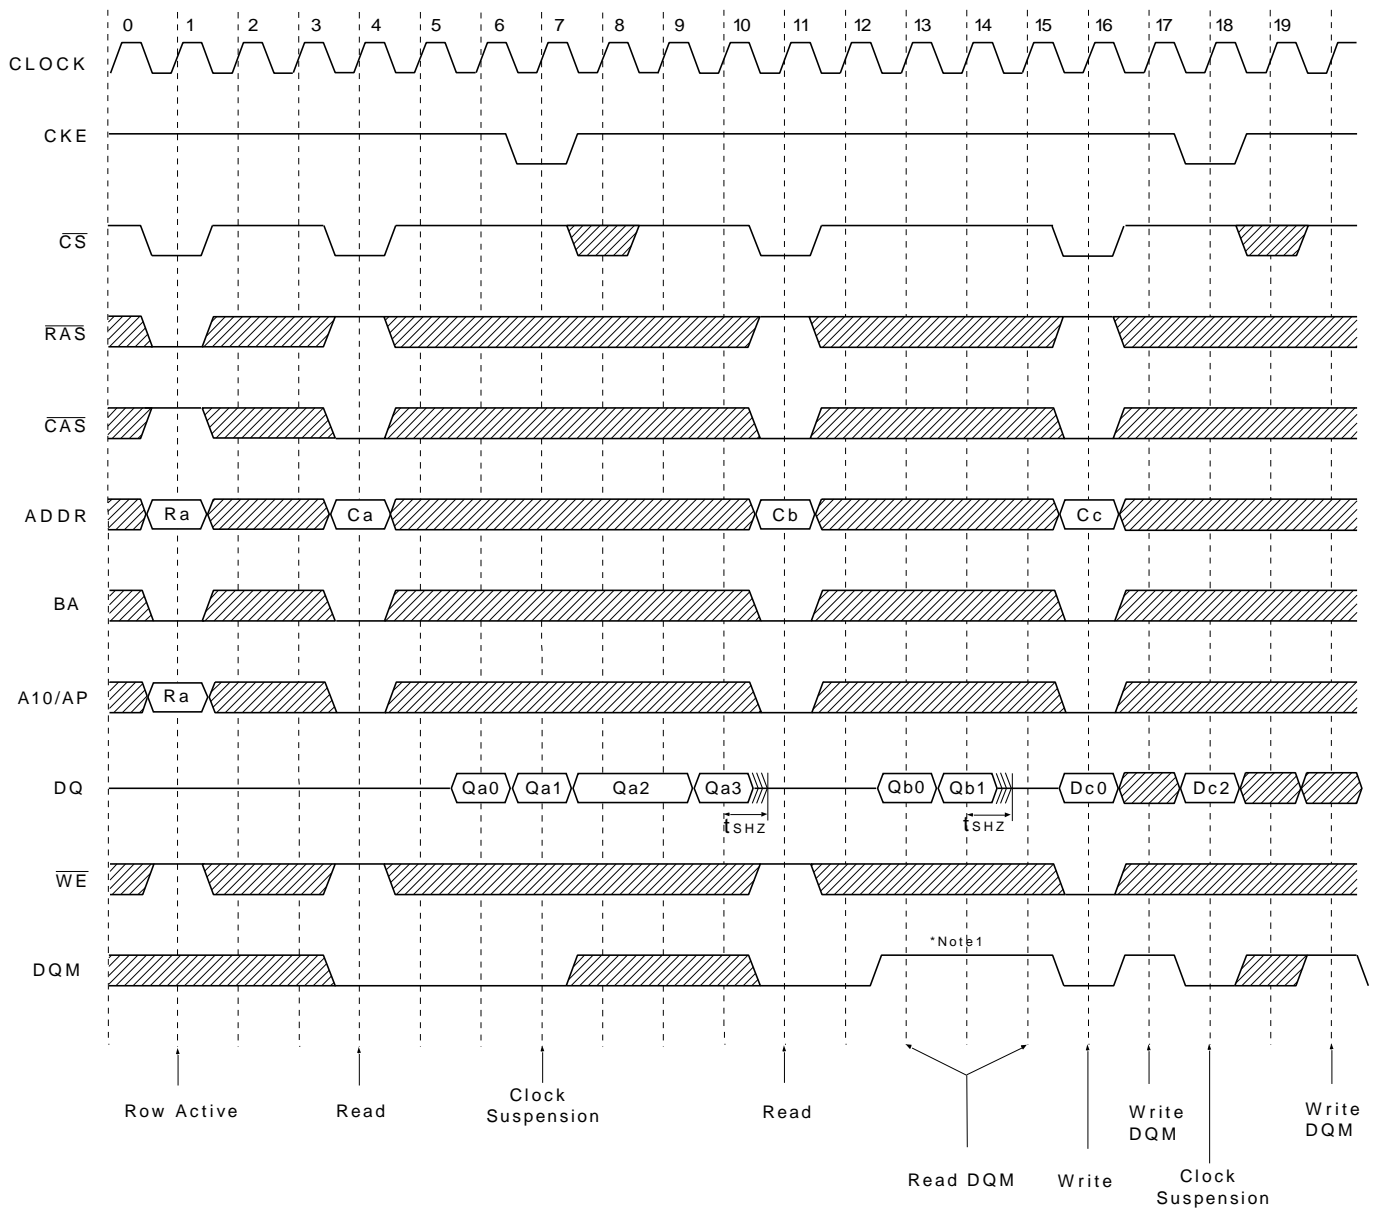 0 1 2 3 4 5 6 7 8 9 10 11 12 13 14 15 16 17 18 19
CLOCK
CKE
CS
RAS
CAS
ADDR Ra Ca Cb Cc
BA
A10/AP Ra
DQ Qa0 Qa1 Qa2 Qa3 Qb0 Qb1 Dc0 Dc2
tSHZ tSHZ
WE
*Note1
DQM
Row Active Read Clock Suspension Read Write DQM Write DQM
Read DQM Write Clock Suspension